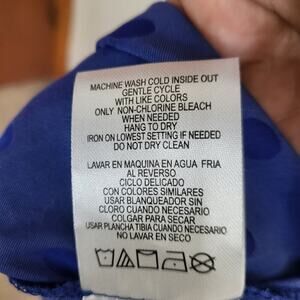 MACHINE WASH COLD INSIDE OUT
GENTLE CYCLE
WITH LIKE COLORS
ONLY NON-CHLORINE BLEACH
WHEN NEEDED
HANG TO DRY
IRON ON LOWEST SETTING IF NEEDED
DO NOT DRY CLEAN
LAVAR EN MAQUINA EN AGUA FRIA
AL REVERSO
CICLO DELICADO
CON COLORES SIMILARES
USAR BLANQUEADOR SIN
CLORO CUANDO NECESARIO
COLGAR PARA SECAR
USAR PLANCHA TIBIA CUANDO NECESARIO
NO LAVAR EN SECO